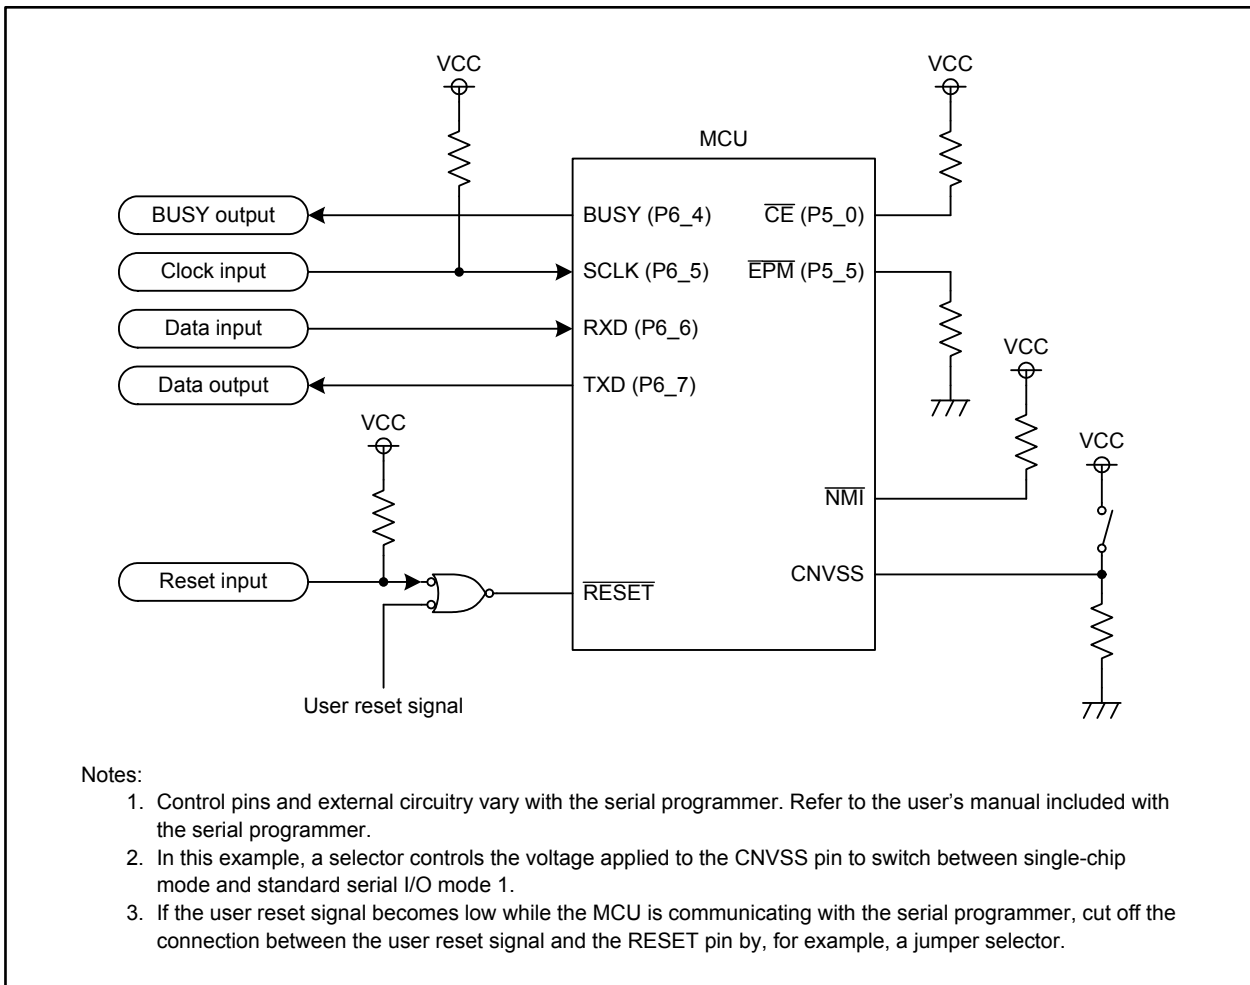 VCC
VCC
MCU
BUSY output
BUSY (P6_4)
CE (P5_0)
Clock input
SCLK (P6_5)
EPM (P5_5)
Data input
RXD (P6_6)
VCC
Data output
TXD (P6_7)
VCC
VCC
NMI
Reset input
CNVSS
RESET
User reset signal
Notes:
1. Control pins and external circuitry vary with the serial programmer. Refer to the user’s manual included with
the serial programmer.
2. In this example, a selector controls the voltage applied to the CNVSS pin to switch between single-chip
mode and standard serial I/O mode 1.
3. If the user reset signal becomes low while the MCU is communicating with the serial programmer, cut off the
connection between the user reset signal and the RESET pin by, for example, a jumper selector.